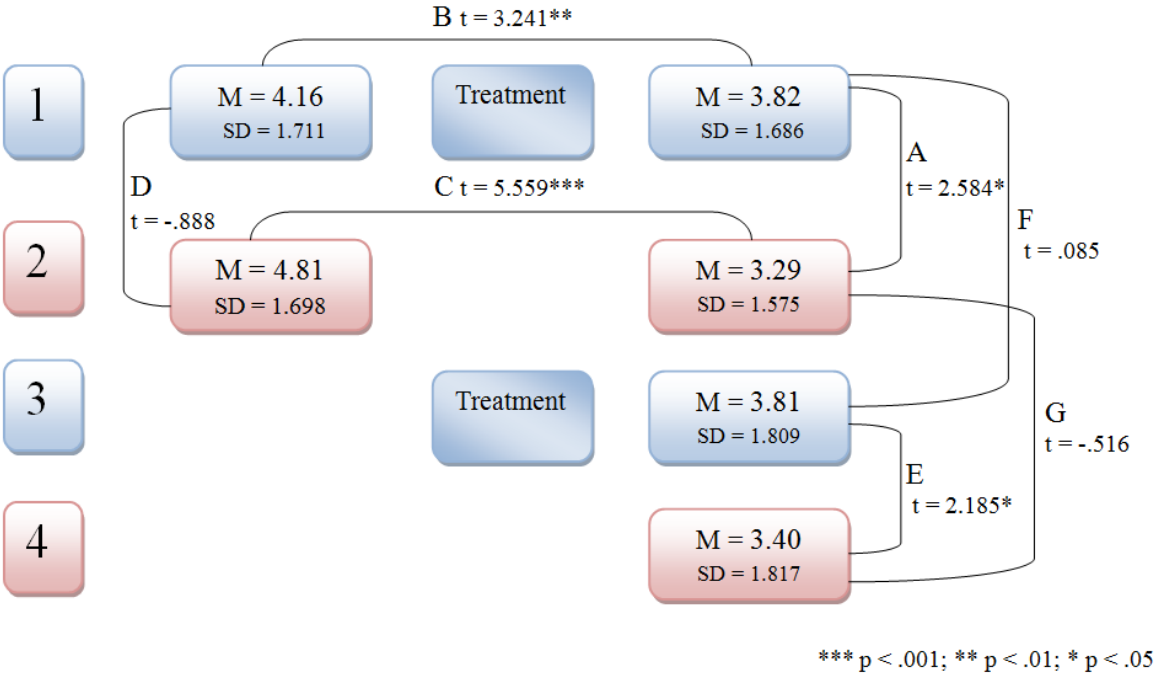 B t = 3.241**
1
M = 4.16
SD = 1.711
Treatment
M = 3.82
SD = 1.686
A
t = 2.584*
D
t = -.888
C t = 5.559***
F
t = .085
2
M = 4.81
SD = 1.698
M = 3.29
SD = 1.575
3
Treatment
M = 3.81
SD = 1.809
G
t = -.516
E
t = 2.185*
4
M = 3.40
SD = 1.817
*** p < .001; ** p < .01; * p < .05